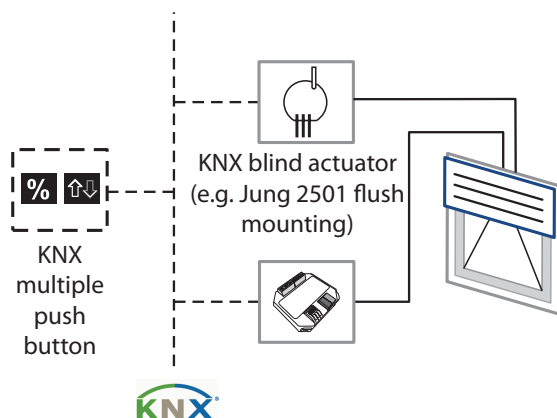 KNX blind actuator
(e.g. Jung 2501 flush
mounting)
%
KNX
multiple
push
button
KNX